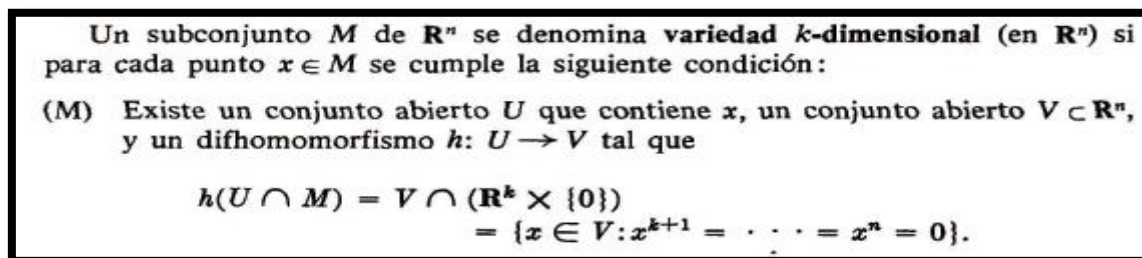 Un subconjunto M de Rⁿ se denomina variedad k-dimensional (en Rⁿ) si
para cada punto x ∈ M se cumple la siguiente condición:
(M) Existe un conjunto abierto U que contiene x, un conjunto abierto V ⊂ Rⁿ,
y un difhomomorfismo h: U → V tal que
h(U ∩ M) = V ∩ (Rᵏ × {0})
= {x ∈ V: xᵏ⁺¹ = · · · = xⁿ = 0}.